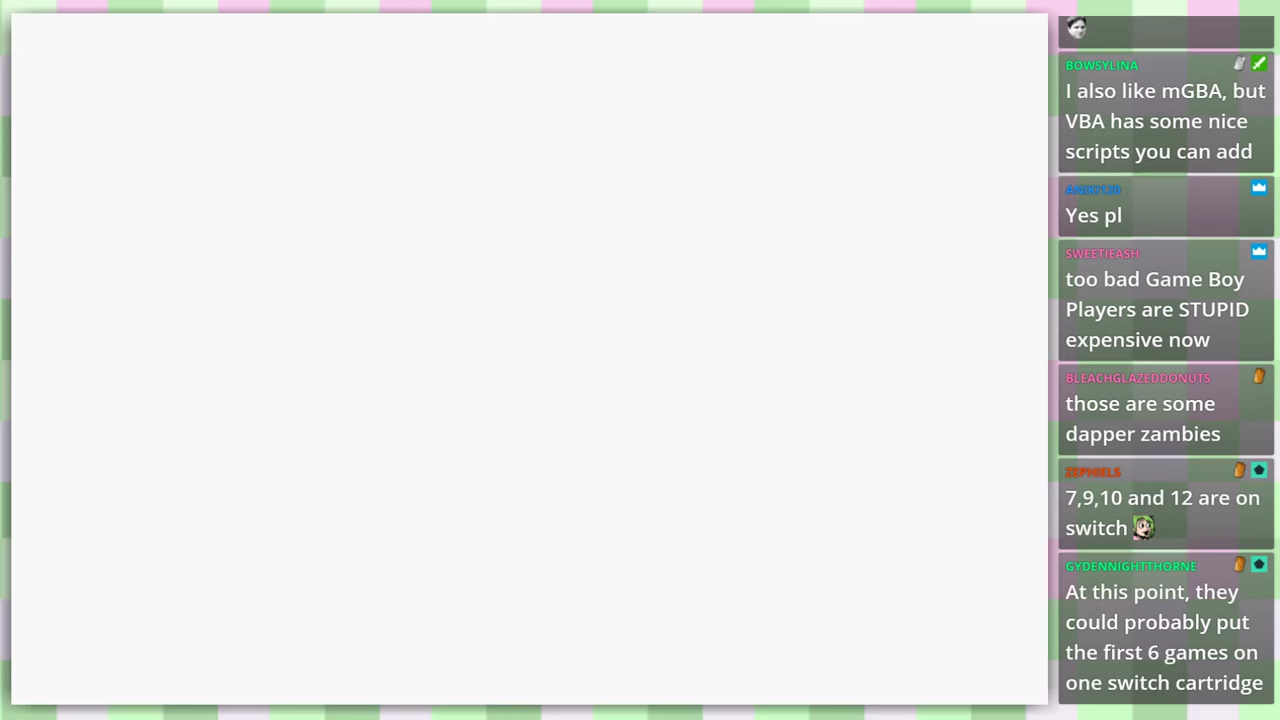 BOWSYLINA
I also like mGBA, but
VBA has some nice
scripts you can add
ANIKI120
Yes pl
SWEETIEASH
too bad Game Boy
Players are STUPID
expensive now
BLEACHGLAZEDDONUTS
those are some
dapper zambies
ZEPHIELS
7,9,10 and 12 are on
switch
GYDENNIGHTTHORNE
At this point, they
could probably put
the first 6 games on
one switch cartridge